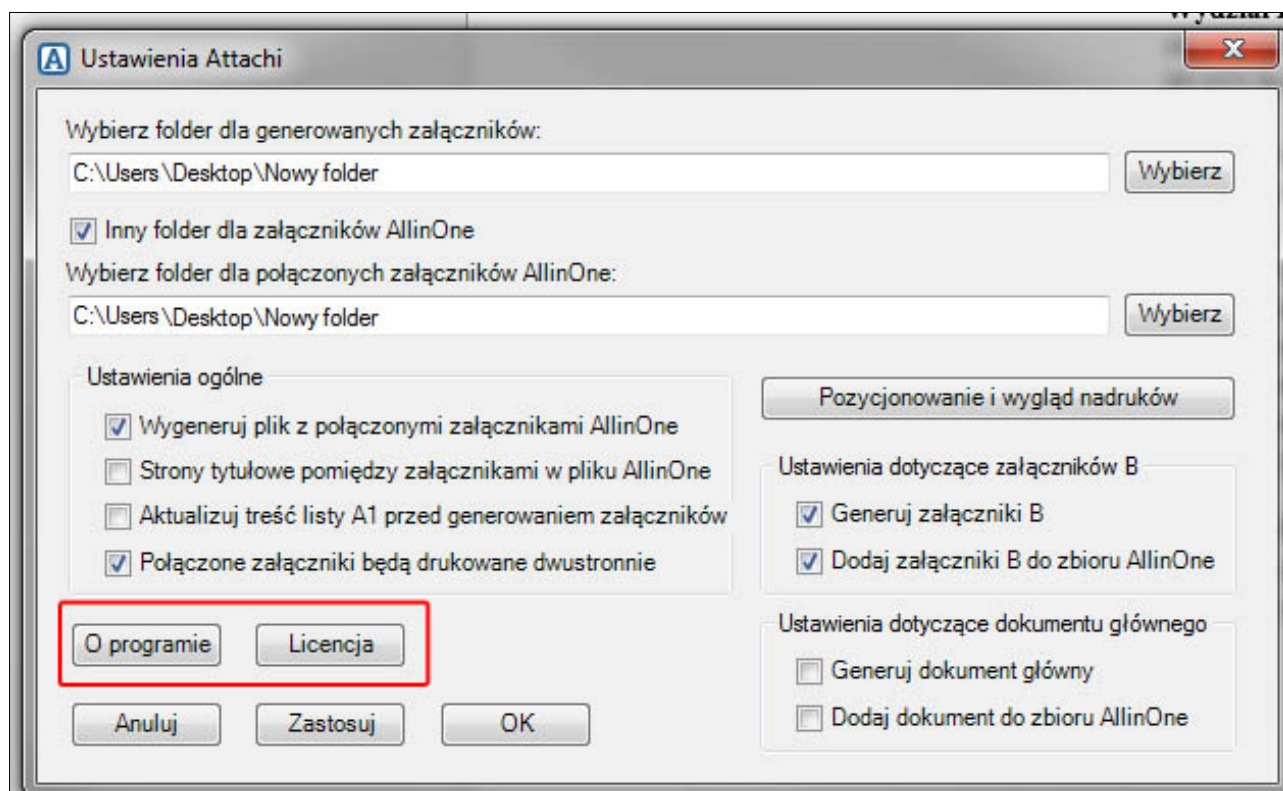 Wydział
Ustawienia Attachi
Wybierz folder dla generowanych załączników:
C:\Users\Desktop\Nowy folder
Wybierz
Inny folder dla załączników AllinOne
Wybierz folder dla połączonych załączników AllinOne:
C:\Users\Desktop\Nowy folder
Wybierz
Ustawienia ogólne
Wygeneruj plik z połączonymi załącznikami AllinOne
Strony tytułowe pomiędzy załącznikami w pliku AllinOne
Aktualizuj treść listy A1 przed generowaniem załączników
Połączone załączniki będą drukowane dwustronnie
Pozycjonowanie i wygląd nadruków
Ustawienia dotyczące załączników B
Generuj załączniki B
Dodaj załączniki B do zbioru AllinOne
Ustawienia dotyczące dokumentu głównego
Generuj dokument główny
Dodaj dokument do zbioru AllinOne
O programie
Licencja
Anuluj
Zastosuj
OK